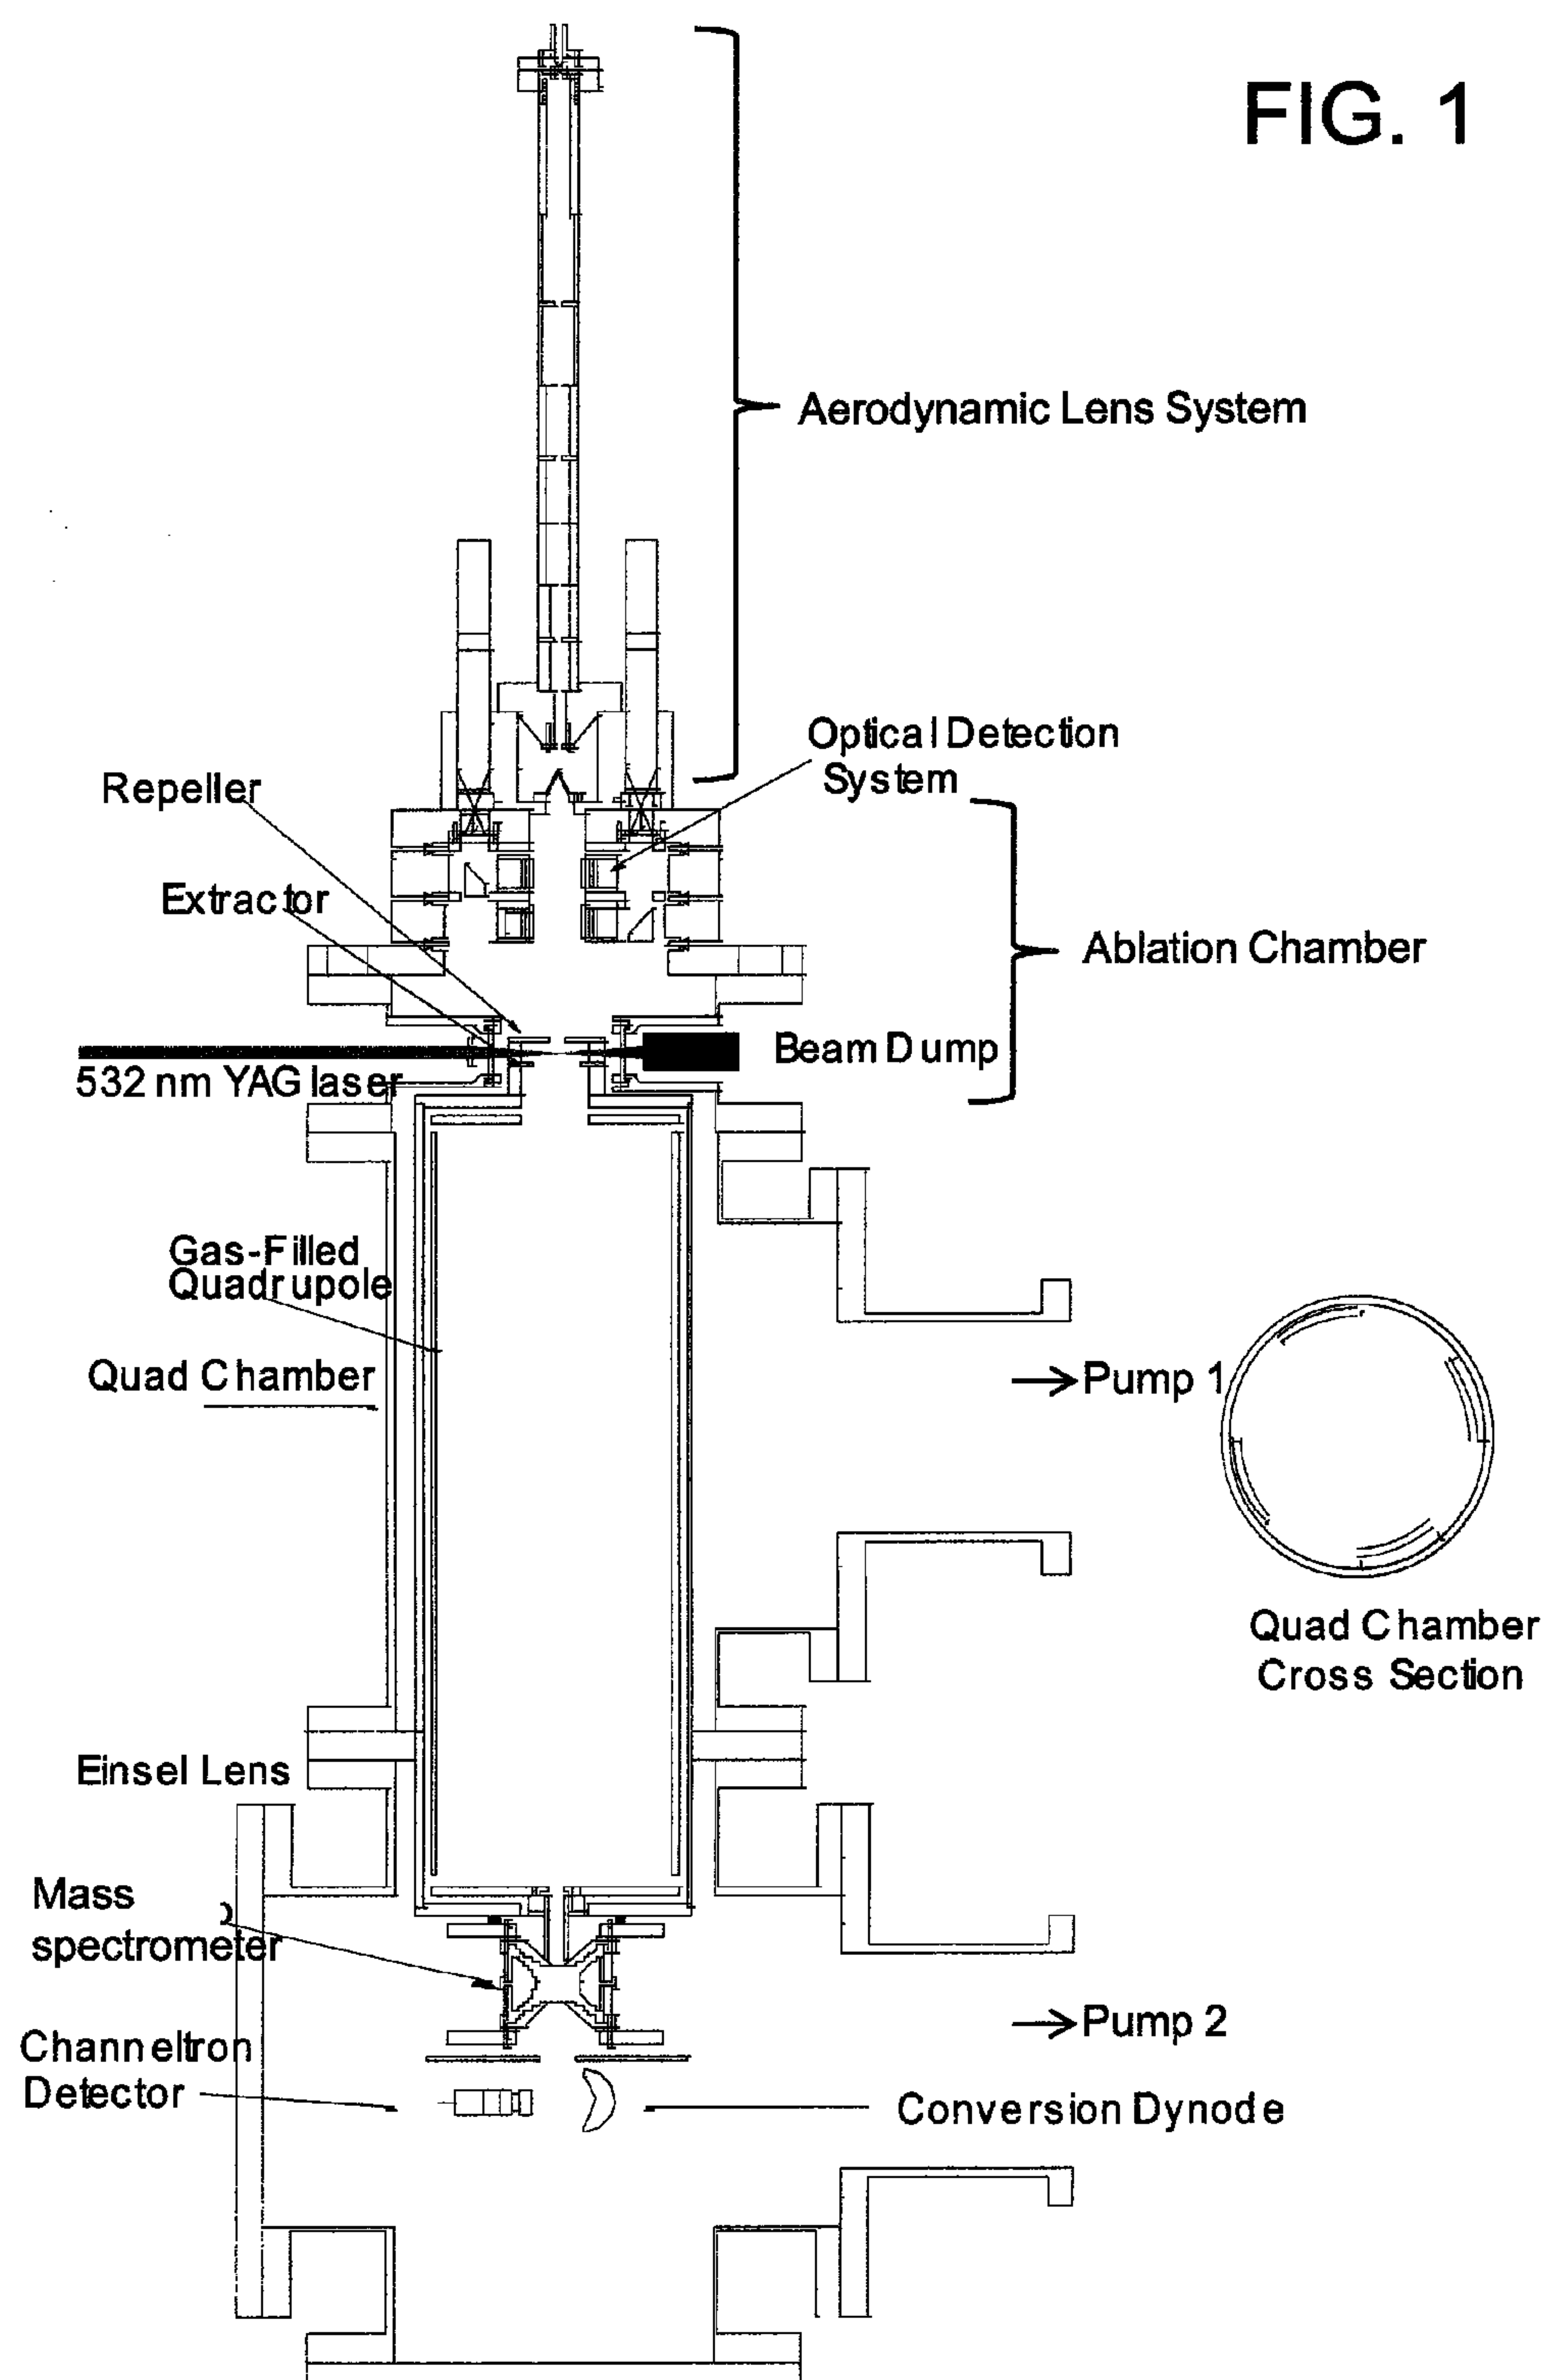 FIG. 1
Aerodynamic Lens System
Optical Detection
System
Repeller
Extractor
Ablation Chamber
Beam Dump
532 nm YAG laser
Gas-Filled
Quadrupole
Quad Chamber
Pump 1
Quad Chamber
Cross Section
Einsel Lens
Mass
spectrometer
Pump 2
Channeltron
Detector
Conversion Dynode